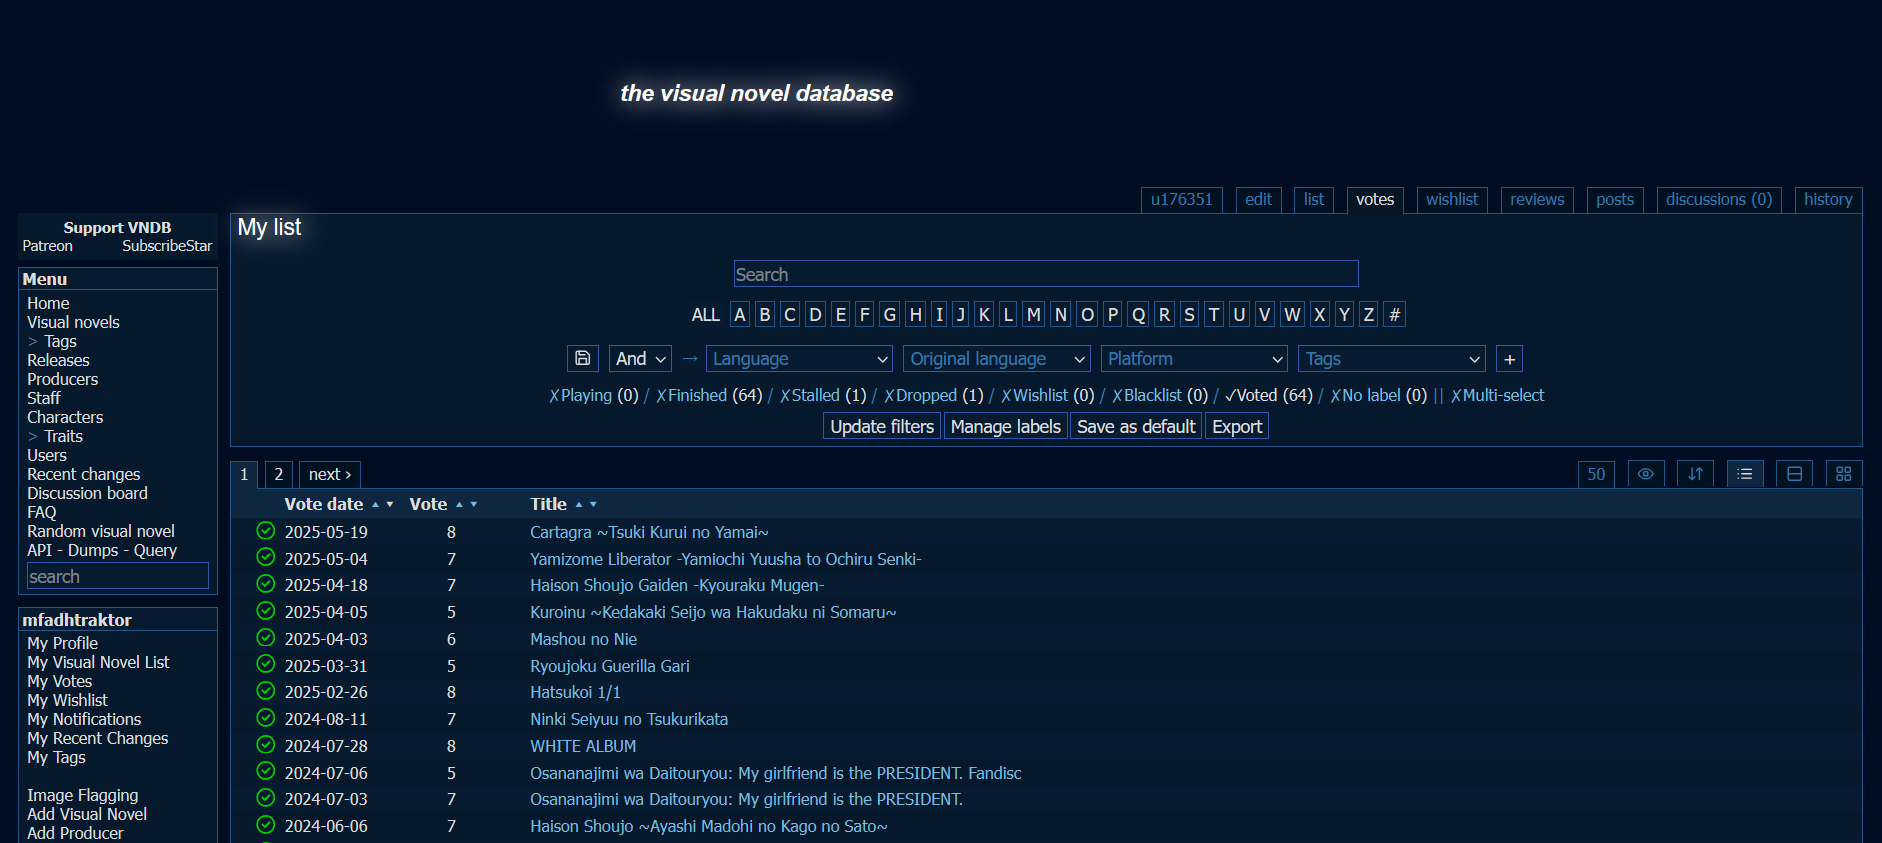 the visual novel database
u176351 edit list votes wishlist reviews posts discussions (0) history
Support VNDB
Patreon SubscribeStar
Menu
Home
Visual novels
> Tags
Releases
Producers
Staff
Characters
> Traits
Users
Recent changes
Discussion board
FAQ
Random visual novel
API - Dumps - Query
search
mfadhtraktor
My Profile
My Visual Novel List
My Votes
My Wishlist
My Notifications
My Recent Changes
My Tags
Image Flagging
Add Visual Novel
Add Producer
My list
Search
ALL A B C D E F G H I J K L M N O P Q R S T U V W X Y Z #
And → Language Original language Platform Tags +
✗Playing (0) / ✗Finished (64) / ✗Stalled (1) / ✗Dropped (1) / ✗Wishlist (0) / ✗Blacklist (0) / ✓Voted (64) / ✗No label (0) || ✗Multi-select
Update filters Manage labels Save as default Export
1 2 next › 50
Vote date ▲ ▼ Vote ▲ ▼ Title ▲ ▼
2025-05-19 8 Cartagra ~Tsuki Kurui no Yamai~
2025-05-04 7 Yamizome Liberator -Yamiochi Yuusha to Ochiru Senki-
2025-04-18 7 Haison Shoujo Gaiden -Kyouraku Mugen-
2025-04-05 5 Kuroinu ~Kedakaki Seijo wa Hakudaku ni Somaru~
2025-04-03 6 Mashou no Nie
2025-03-31 5 Ryoujoku Guerilla Gari
2025-02-26 8 Hatsukoi 1/1
2024-08-11 7 Ninki Seiyuu no Tsukurikata
2024-07-28 8 WHITE ALBUM
2024-07-06 5 Osananajimi wa Daitouryou: My girlfriend is the PRESIDENT. Fandisc
2024-07-03 7 Osananajimi wa Daitouryou: My girlfriend is the PRESIDENT.
2024-06-06 7 Haison Shoujo ~Ayashi Madohi no Kago no Sato~